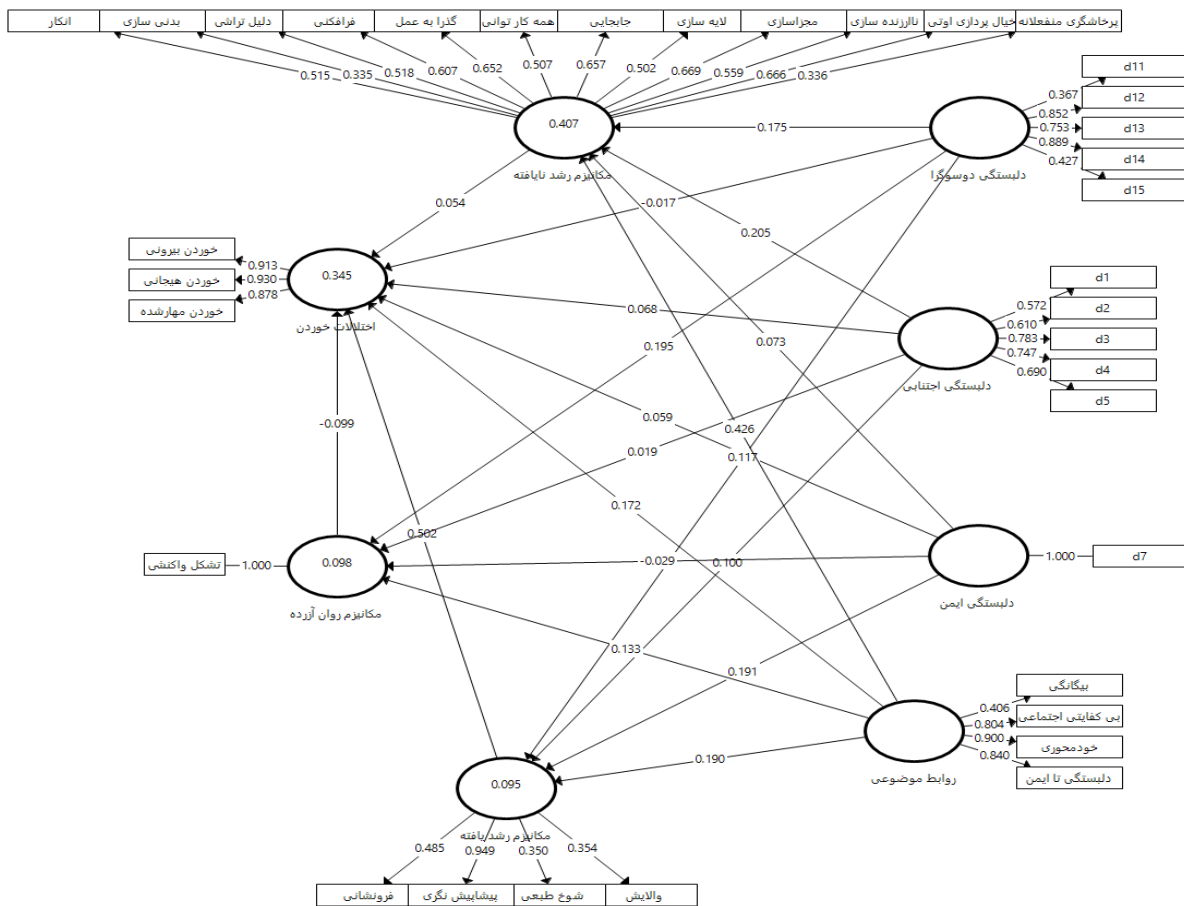 انکار
بدنی سازی
دلیل تراشی
فرافکنی
گذرا به عمل
همه کار توانی
جابجایی
لایه سازی
مجزاسازی
ناارزنده سازی
خیال پردازی اوتی
پرخاشگری منفعلانه
0.515
0.335
0.518
0.607
0.652
0.507
0.657
0.502
0.669
0.559
0.666
0.336
0.407
مکانیزم رشد نایافته
d11
d12
d13
d14
d15
0.367
0.852
0.753
0.889
0.427
دلبستگی دوسوگرا
0.175
-0.017
0.054
0.205
خوردن بیرونی
خوردن هیجانی
خوردن مهارشده
0.913
0.930
0.878
0.345
اختلالات خوردن
d1
d2
d3
d4
d5
0.572
0.610
0.783
0.747
0.690
دلبستگی اجتنابی
0.068
0.195
0.073
0.059
-0.099
0.019
0.426
0.117
0.172
0.502
-0.029
0.100
تشکل واکنشی
1.000
0.098
مکانیزم روان آزرده
1.000
d7
دلبستگی ایمن
0.133
0.191
0.190
بیگانگی
بی کفایتی اجتماعی
خودمحوری
دلبستگی تا ایمن
0.406
0.804
0.900
0.840
روابط موضوعی
0.095
مکانیزم رشد یافته
0.485
0.949
0.350
0.354
فرونشانی
پیشاپیش نگری
شوخ طبعی
والایش